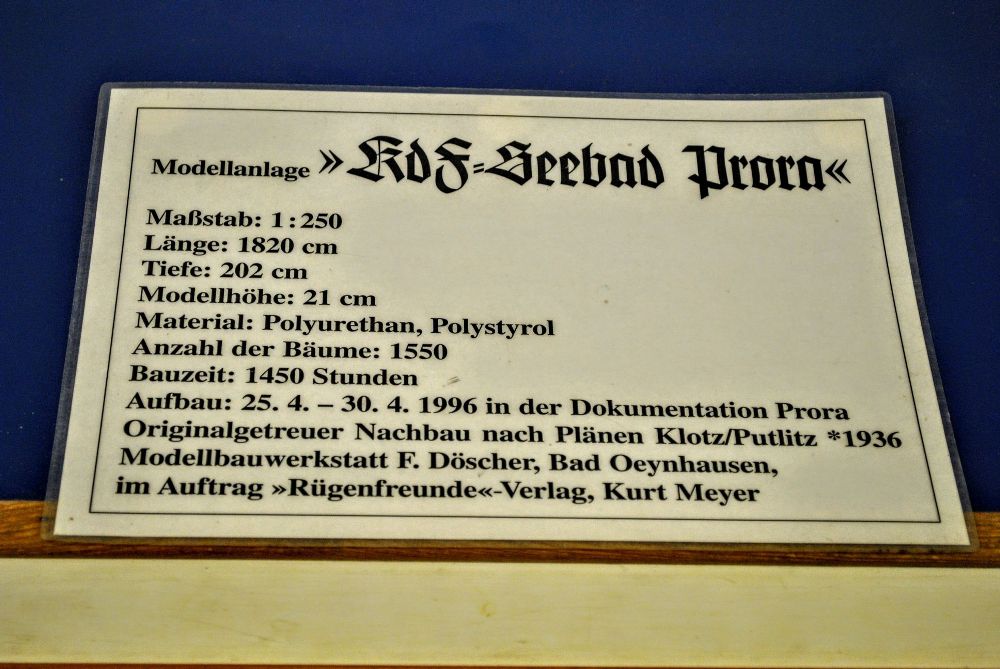 Modellanlage »KdF-Seebad Prora«
Maßstab: 1:250
Länge: 1820 cm
Tiefe: 202 cm
Modellhöhe: 21 cm
Material: Polyurethan, Polystyrol
Anzahl der Bäume: 1550
Bauzeit: 1450 Stunden
Aufbau: 25. 4. – 30. 4. 1996 in der Dokumentation Prora
Originalgetreuer Nachbau nach Plänen Klotz/Putlitz *1936
Modellbauwerkstatt F. Döscher, Bad Oeynhausen,
im Auftrag »Rügenfreunde«-Verlag, Kurt Meyer